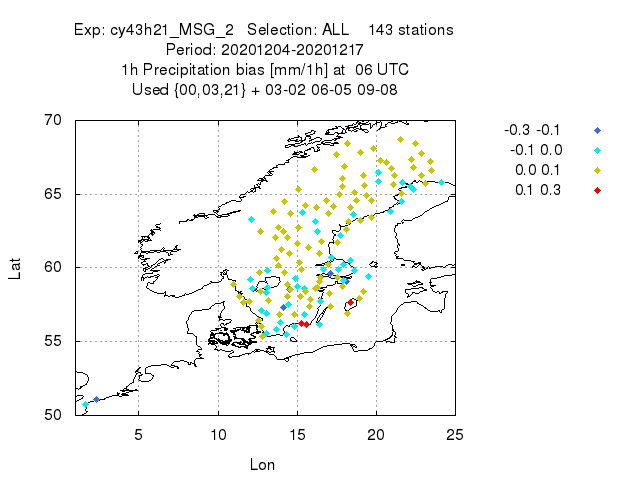 Exp: cy43h21_MSG_2 Selection: ALL 143 stations
Period: 20201204-20201217
1h Precipitation bias [mm/1h] at 06 UTC
Used {00,03,21} + 03-02 06-05 09-08
-0.3 -0.1
-0.1 0.0
0.0 0.1
0.1 0.3
70
65
60
55
50
Lat
5 10 15 20 25
Lon